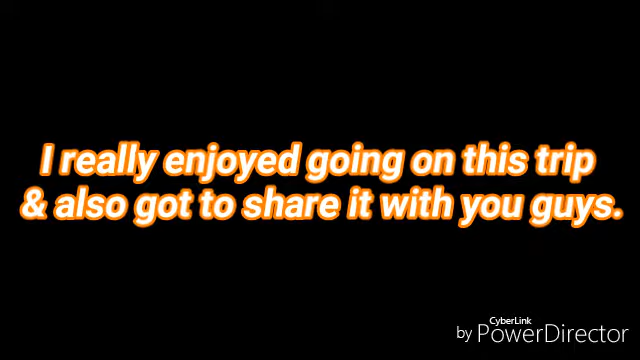 I really enjoyed going on this trip
& also got to share it with you guys.
CyberLink
by PowerDirector